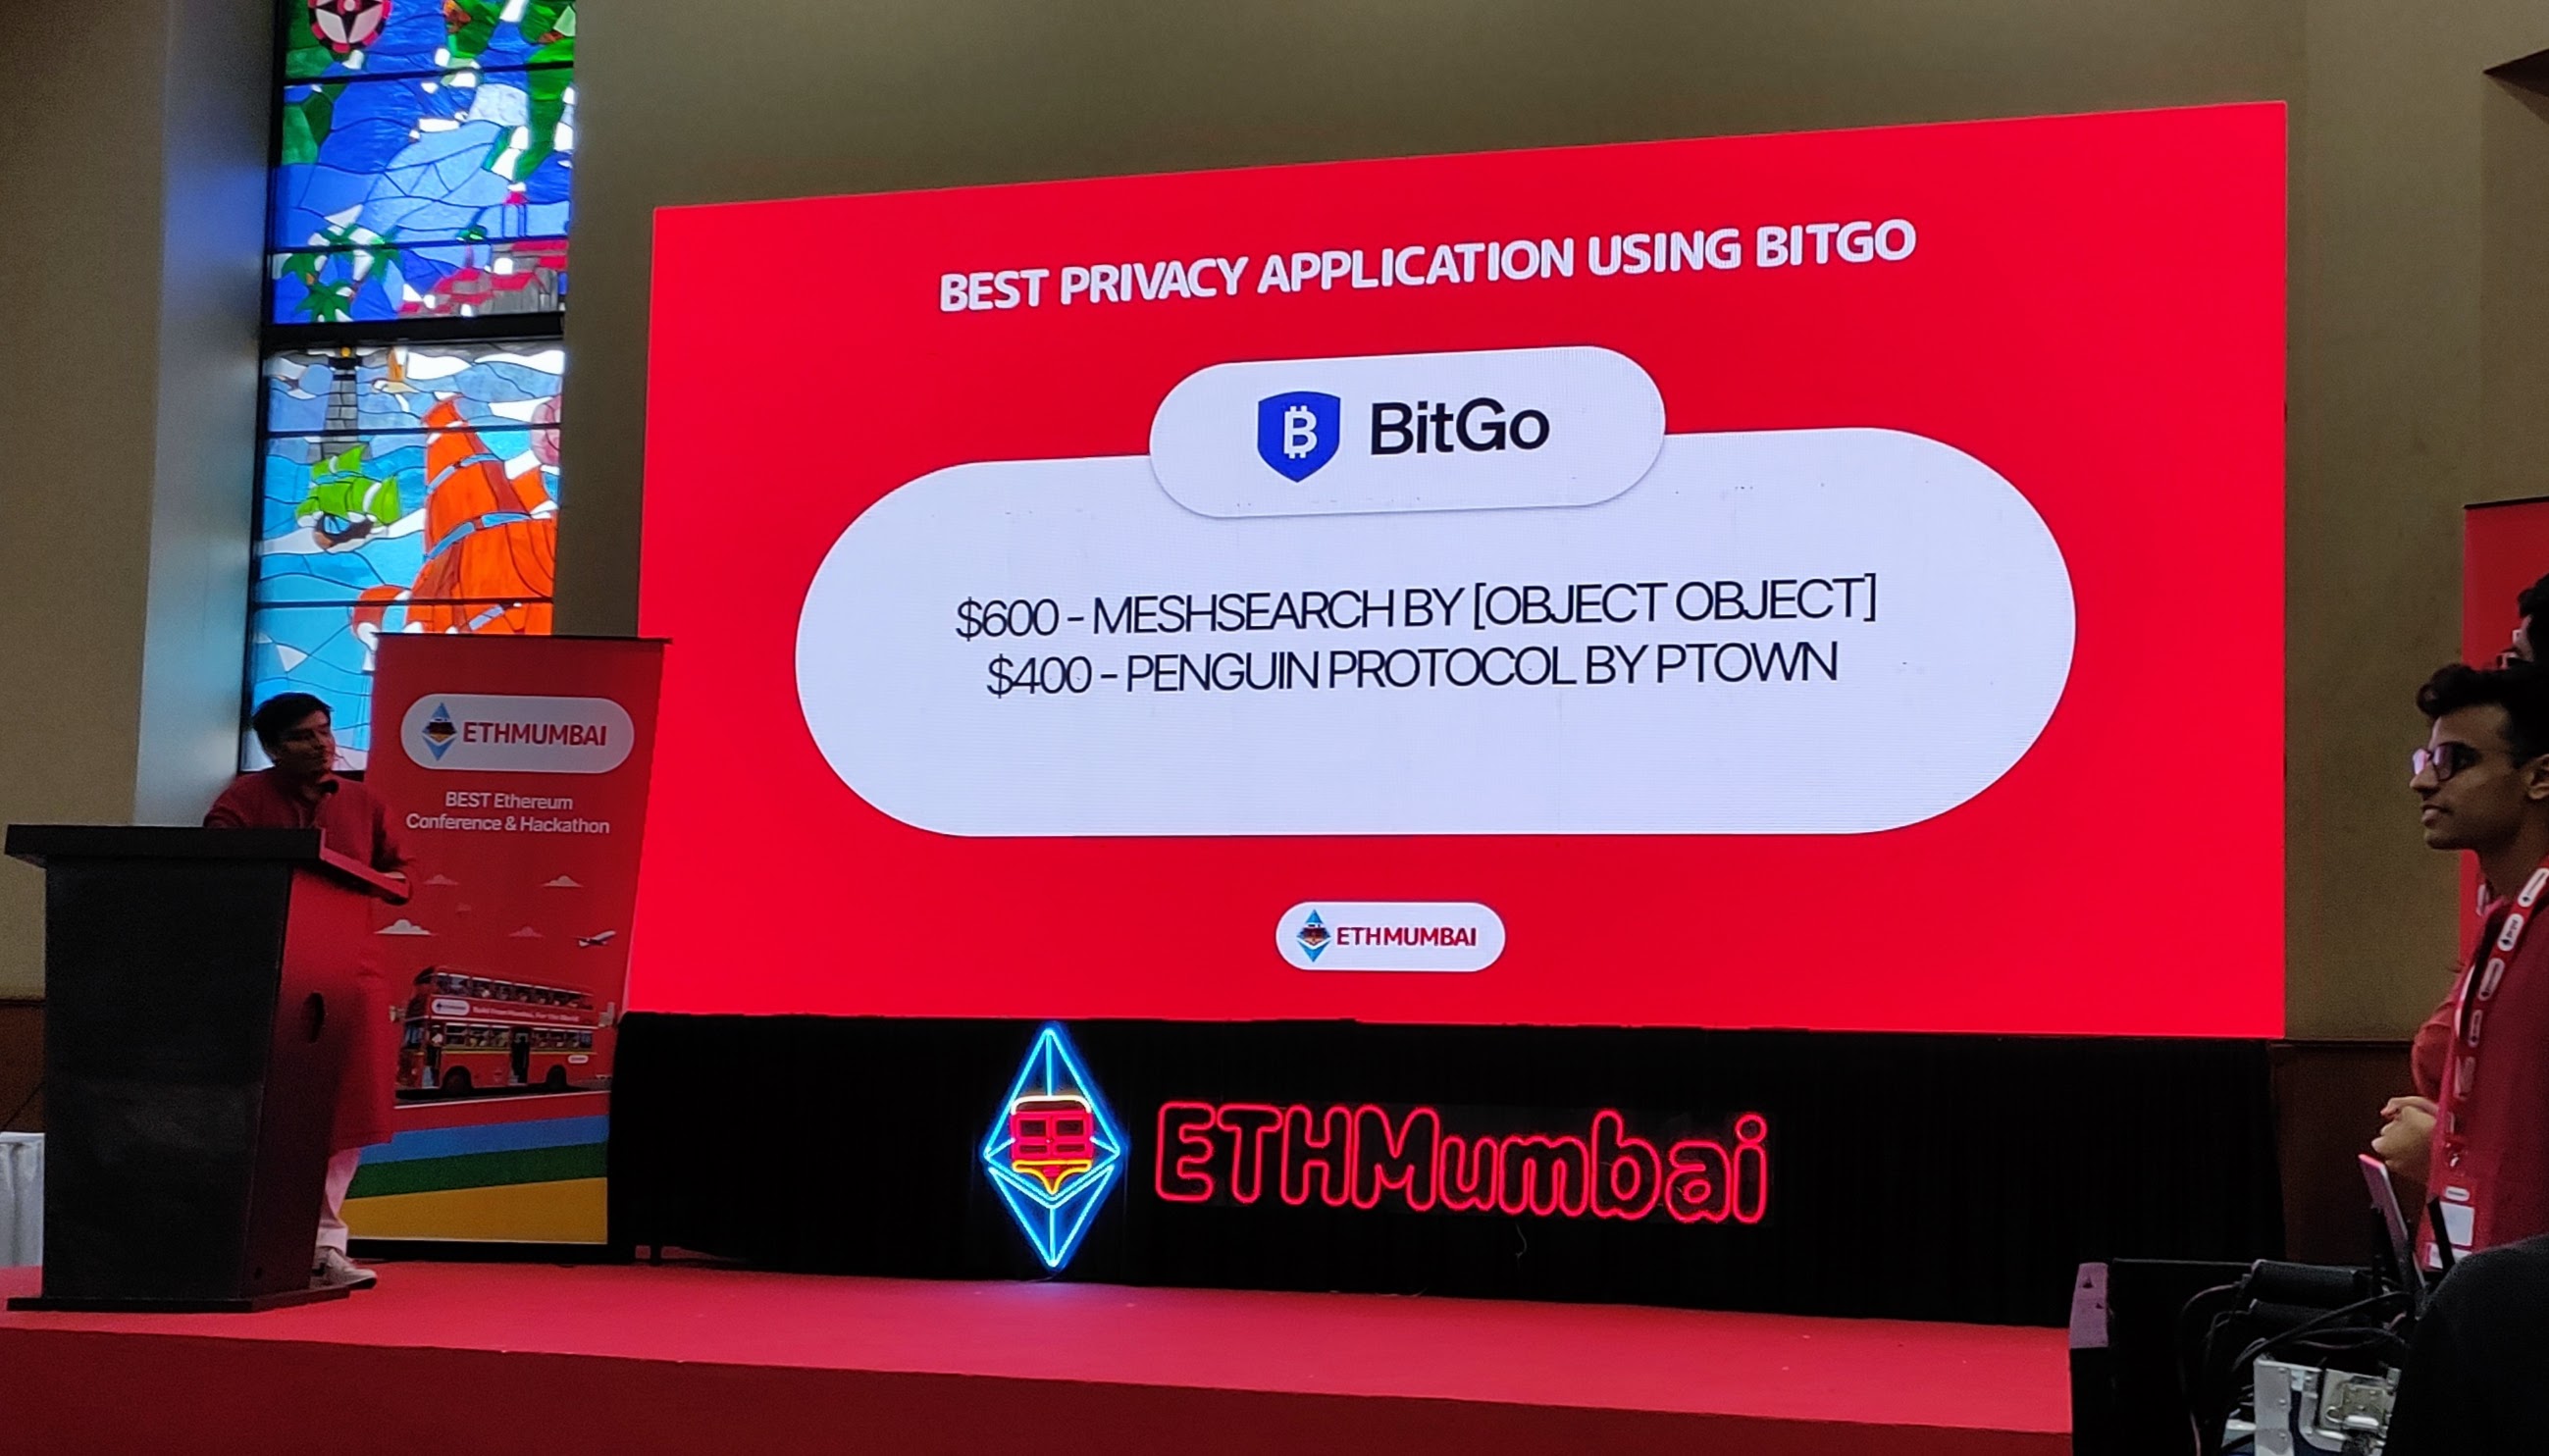 BEST PRIVACY APPLICATION USING BITGO
BitGo
$600 - MESHSEARCH BY [OBJECT OBJECT]
$400 - PENGUIN PROTOCOL BY PTOWN
ETHMUMBAI
ETHMUMBAI
BEST Ethereum
Conference & Hackathon
ETHMumbai